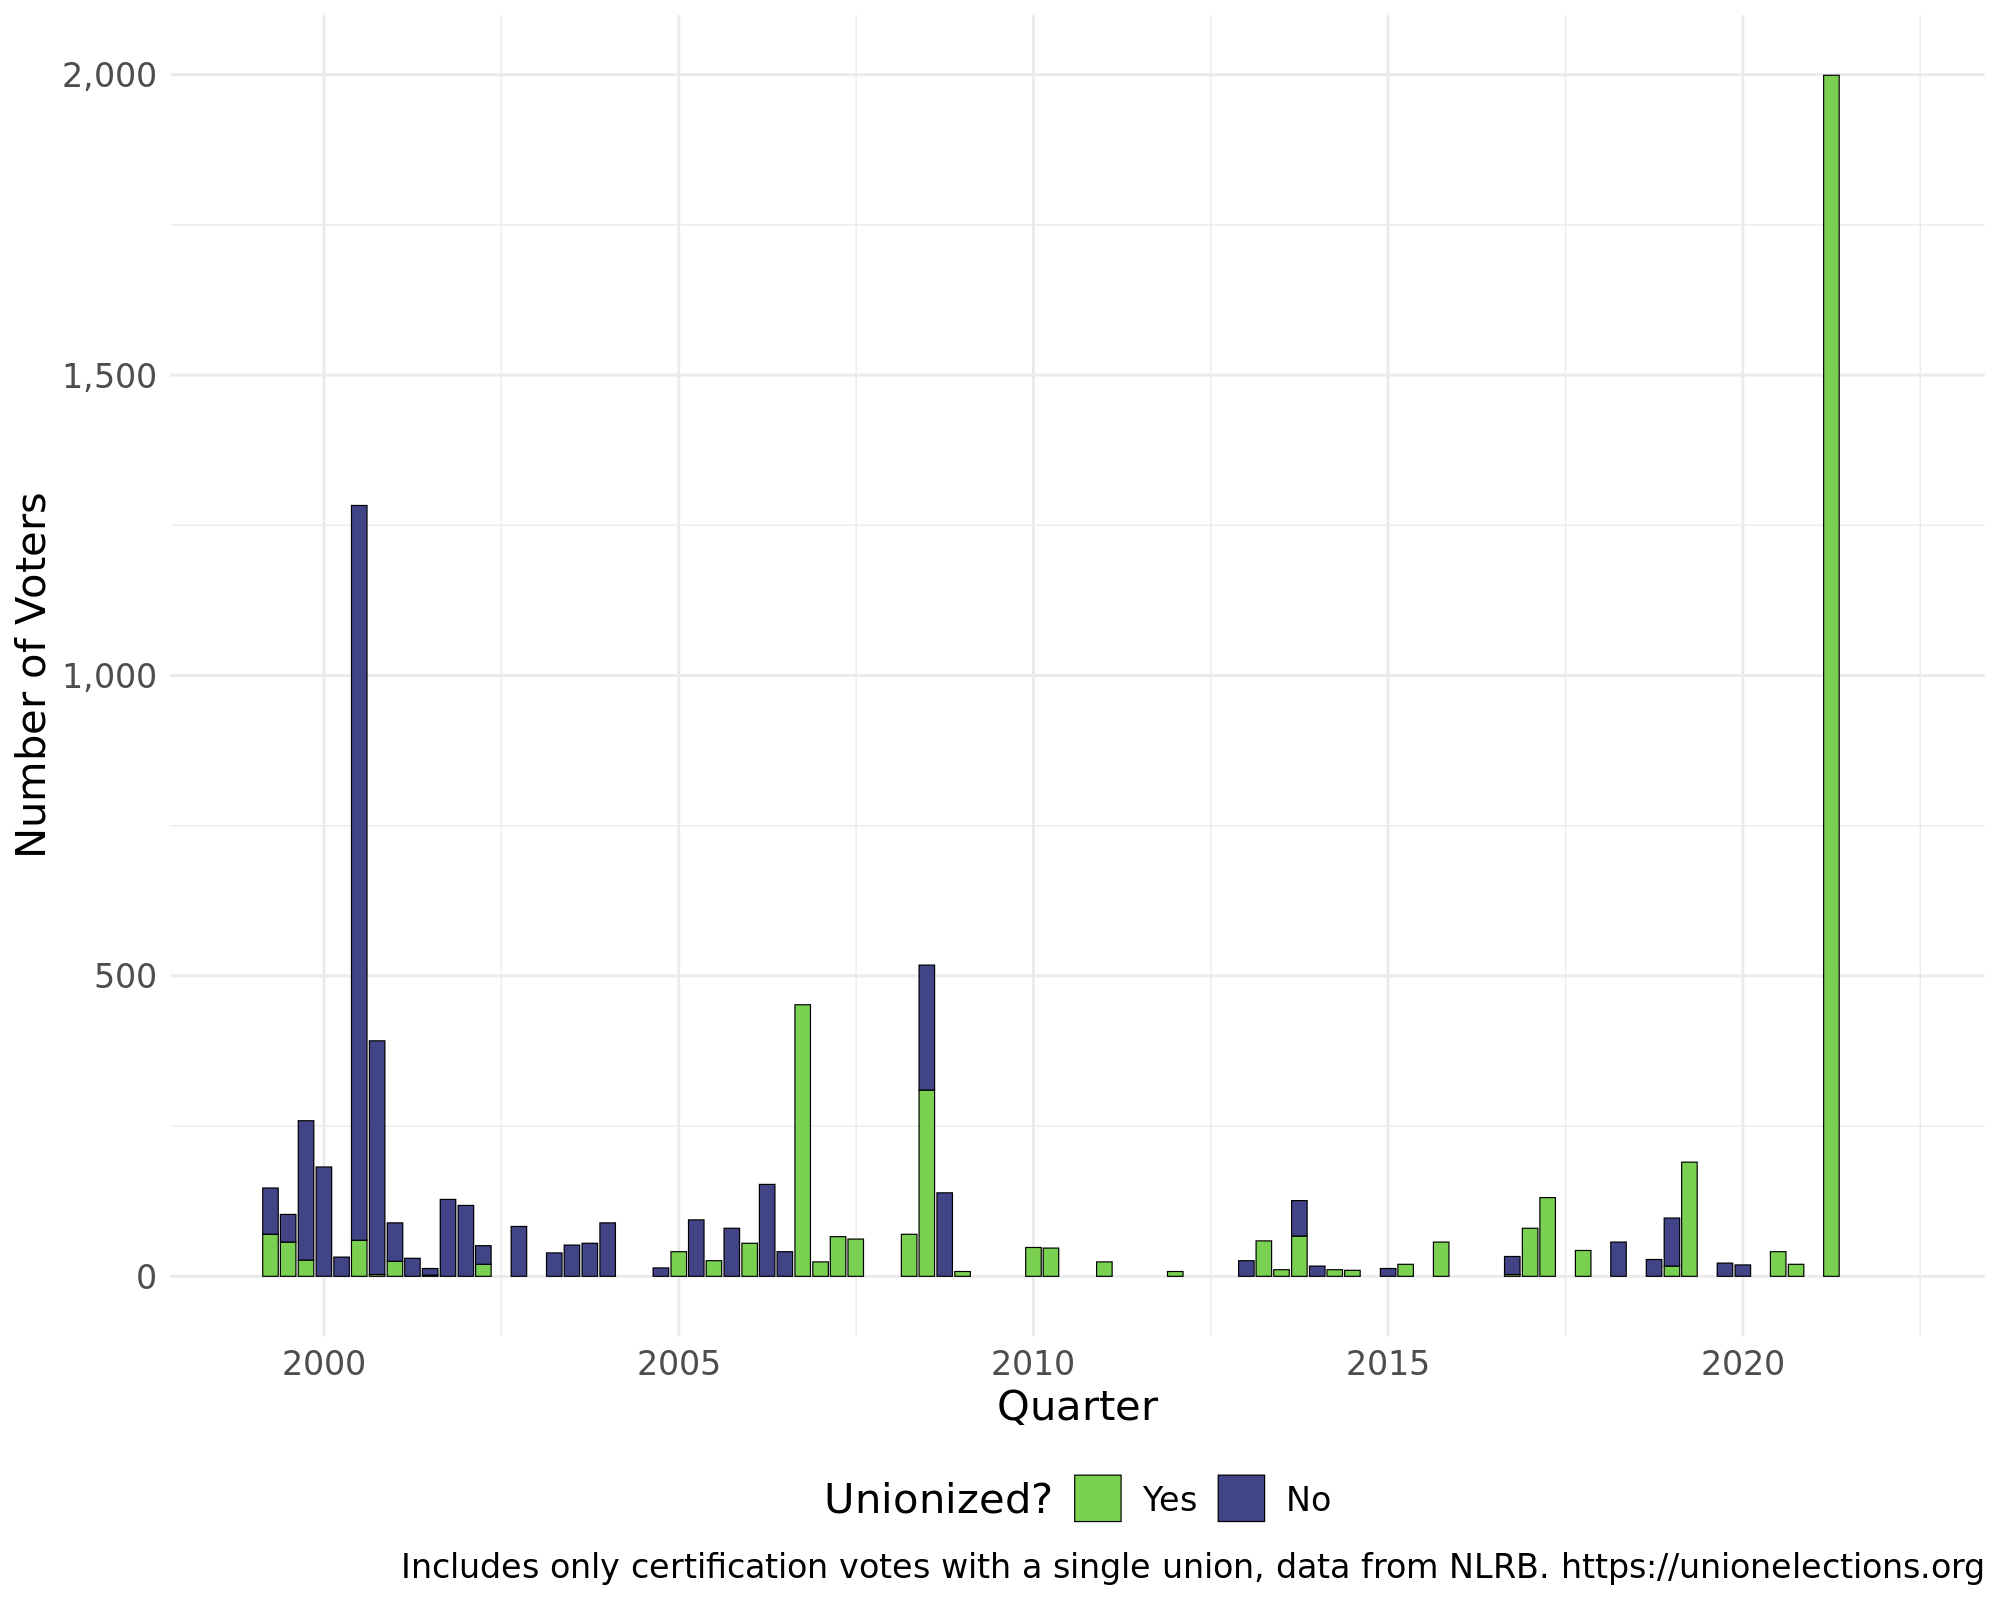 2,000
1,500
1,000
500
0
Number of Voters
2000 2005 2010 2015 2020
Quarter
Unionized? Yes No
Includes only certification votes with a single union, data from NLRB. https://unionelections.org